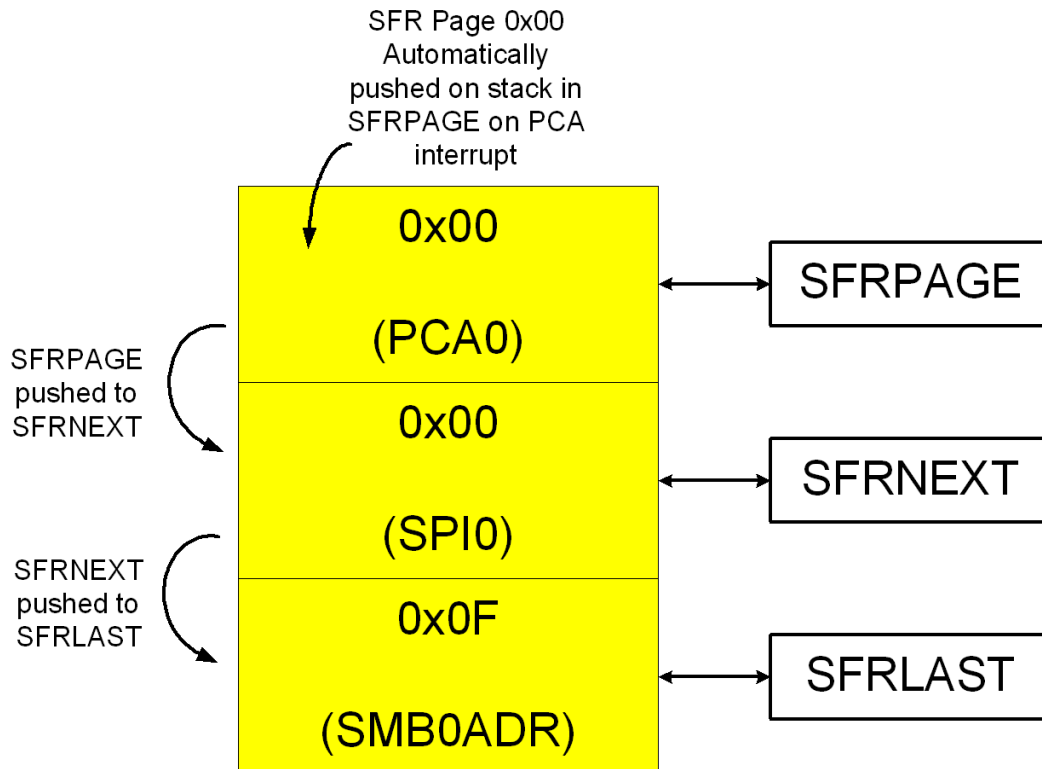 SFR Page 0x00
Automatically
pushed on stack in
SFRPAGE on PCA
interrupt
0x00
(PCA0)
SFRPAGE
SFRPAGE
pushed to
SFRNEXT
0x00
(SPI0)
SFRNEXT
SFRNEXT
pushed to
SFRLAST
0x0F
(SMB0ADR)
SFRLAST